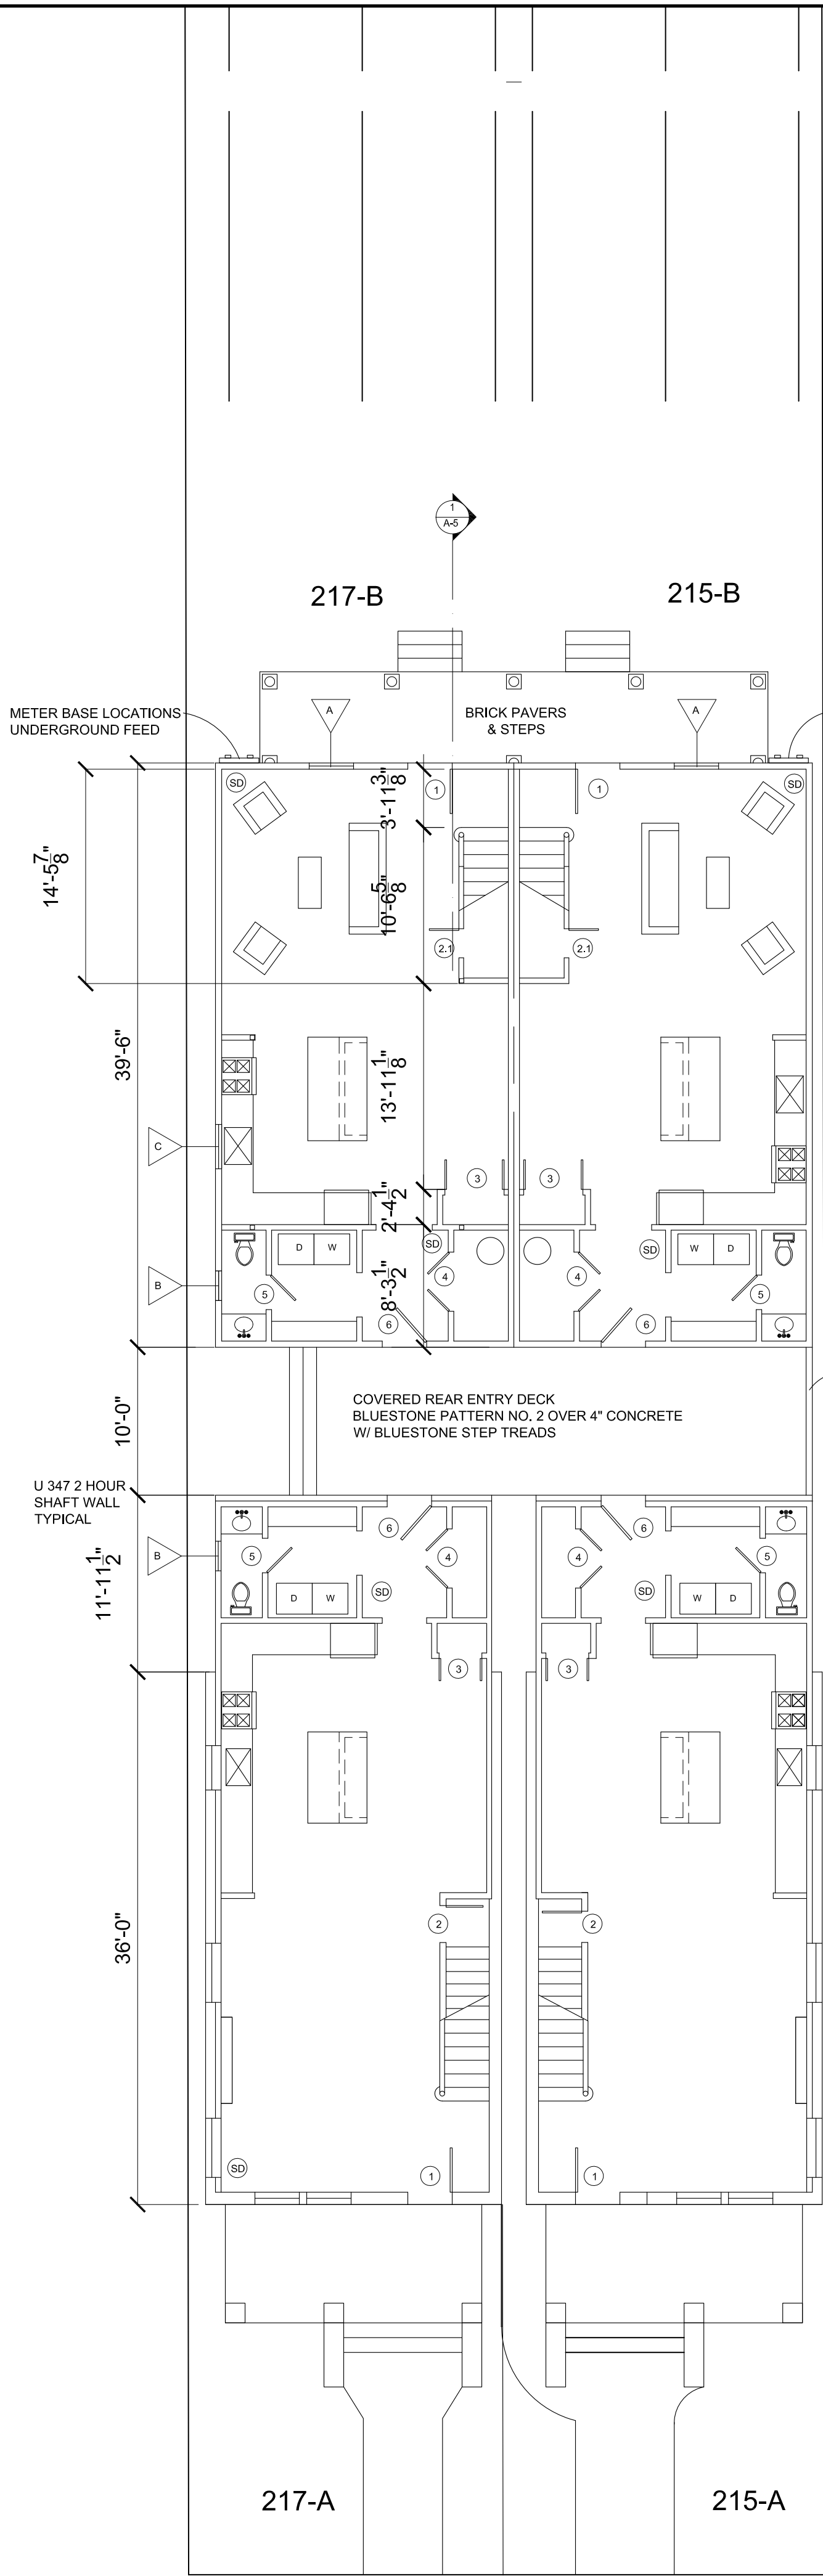 1
A-5
217-B
215-B
METER BASE LOCATIONS
UNDERGROUND FEED
A
A
BRICK PAVERS
& STEPS
SD
SD
1
1
3'-11 3/8"
14'-5 7/8"
10'-6 5/8"
2.1
2.1
39'-6"
13'-11 1/8"
C
3
3
2'-4 1/2"
SD
SD
D
W
W
D
4
4
B
5
5
8'-3 1/2"
6
6
10'-0"
COVERED REAR ENTRY DECK
BLUESTONE PATTERN NO. 2 OVER 4" CONCRETE
W/ BLUESTONE STEP TREADS
U 347 2 HOUR
SHAFT WALL
TYPICAL
6
6
B
5
4
4
5
11'-11 1/2"
SD
SD
D
W
W
D
3
3
2
2
36'-0"
SD
1
1
217-A
215-A